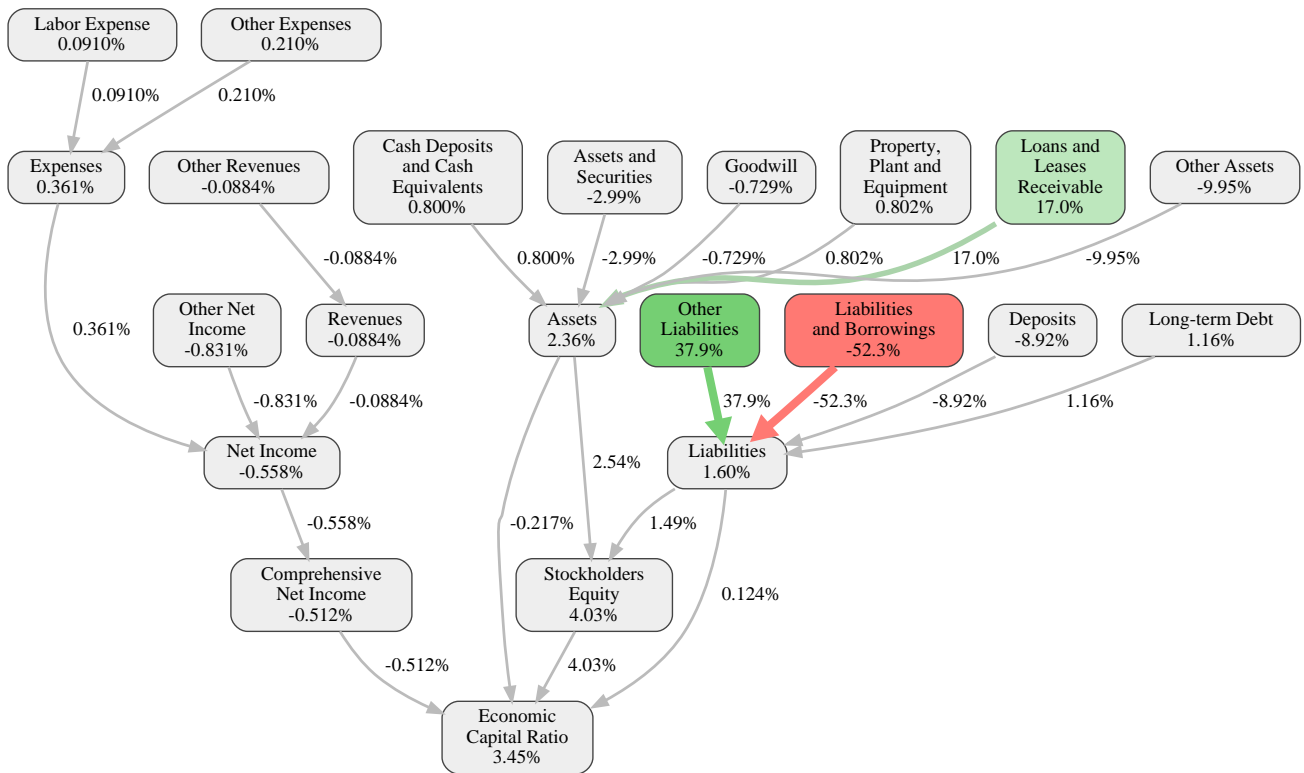 Labor Expense
0.0910%
Other Expenses
0.210%
0.0910%
0.210%
Expenses
0.361%
Other Revenues
-0.0884%
Cash Deposits
and Cash
Equivalents
0.800%
Assets and
Securities
-2.99%
Goodwill
-0.729%
Property,
Plant and
Equipment
0.802%
Loans and
Leases
Receivable
17.0%
Other Assets
-9.95%
-0.0884%
0.800%
-2.99%
-0.729%
0.802%
17.0%
-9.95%
0.361%
Other Net
Income
-0.831%
Revenues
-0.0884%
Assets
2.36%
Other
Liabilities
37.9%
Liabilities
and Borrowings
-52.3%
Deposits
-8.92%
Long-term Debt
1.16%
-0.831%
-0.0884%
37.9%
-52.3%
-8.92%
1.16%
Net Income
-0.558%
2.54%
Liabilities
1.60%
-0.558%
-0.217%
1.49%
Comprehensive
Net Income
-0.512%
Stockholders
Equity
4.03%
0.124%
-0.512%
4.03%
Economic
Capital Ratio
3.45%